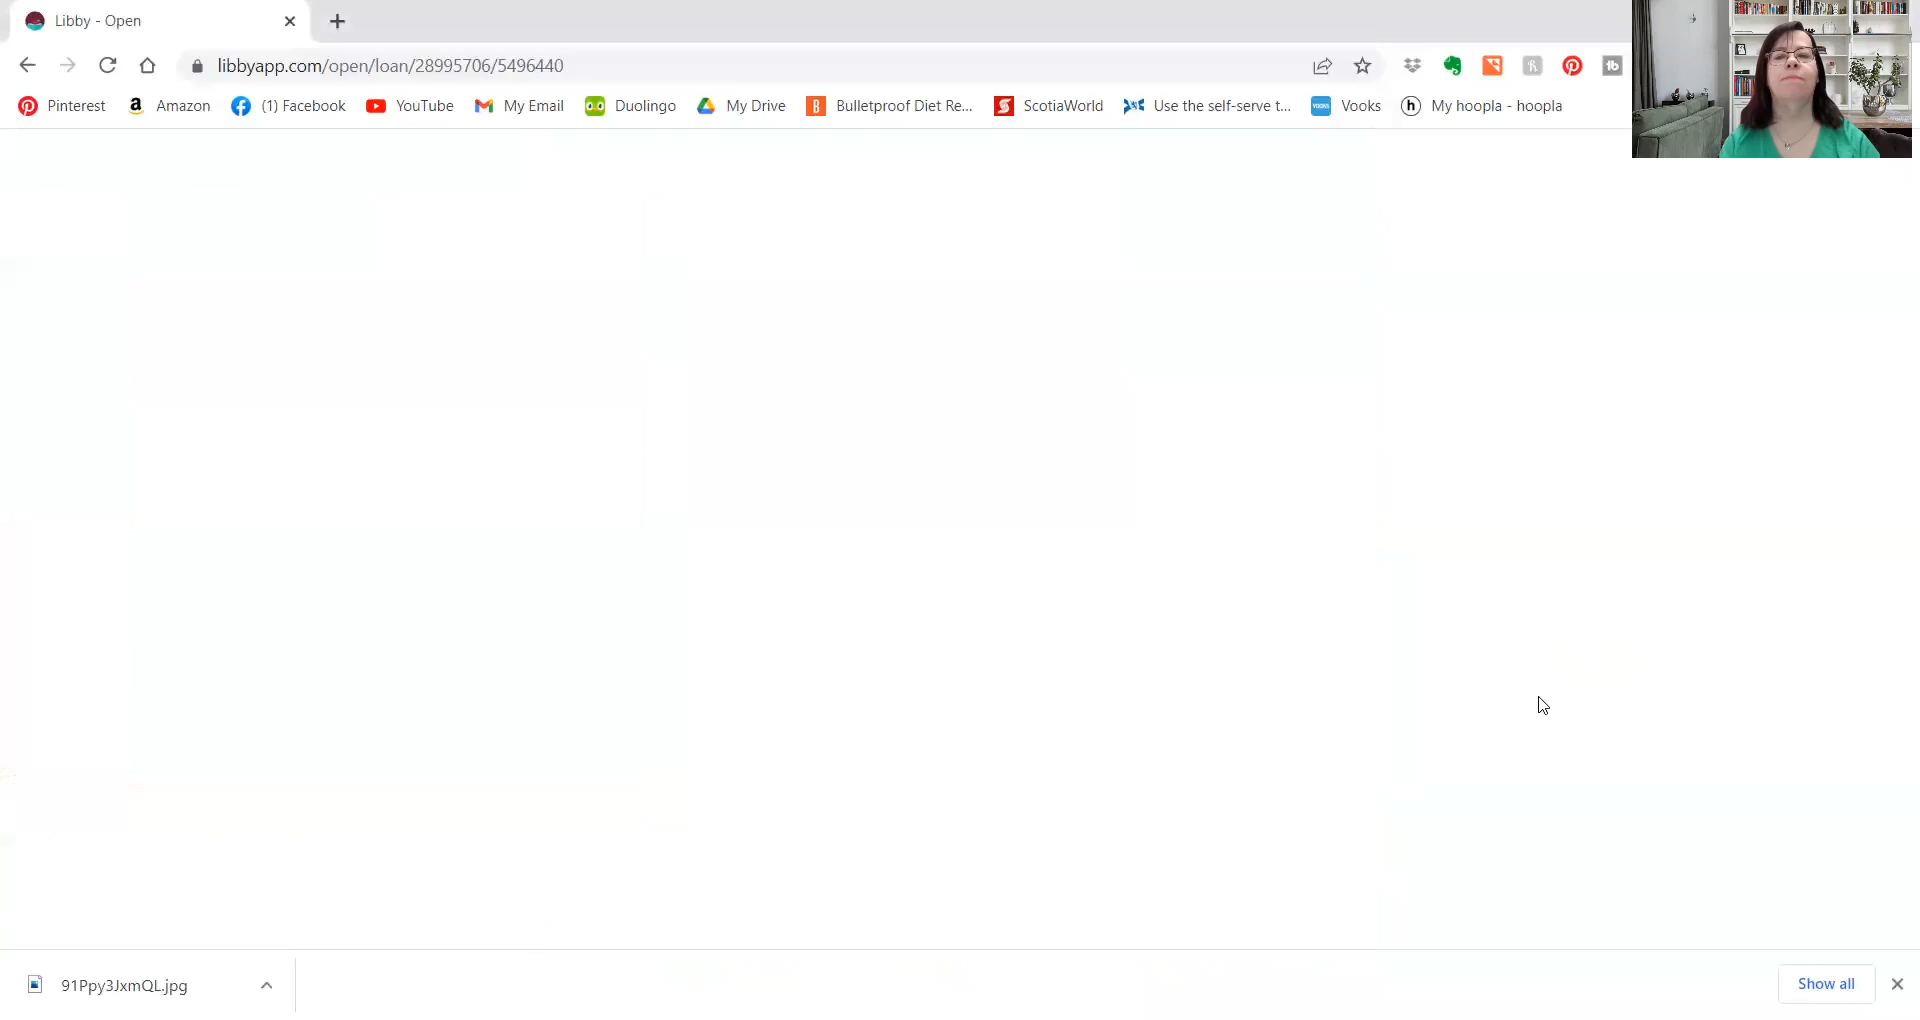 Libby - Open
libbyapp.com/open/loan/28995706/5496440
Pinterest Amazon (1) Facebook YouTube My Email Duolingo My Drive Bulletproof Diet Re... ScotiaWorld Use the self-serve t... Vooks My hoopla - hoopla
91Ppy3JxmQL.jpg
Show all